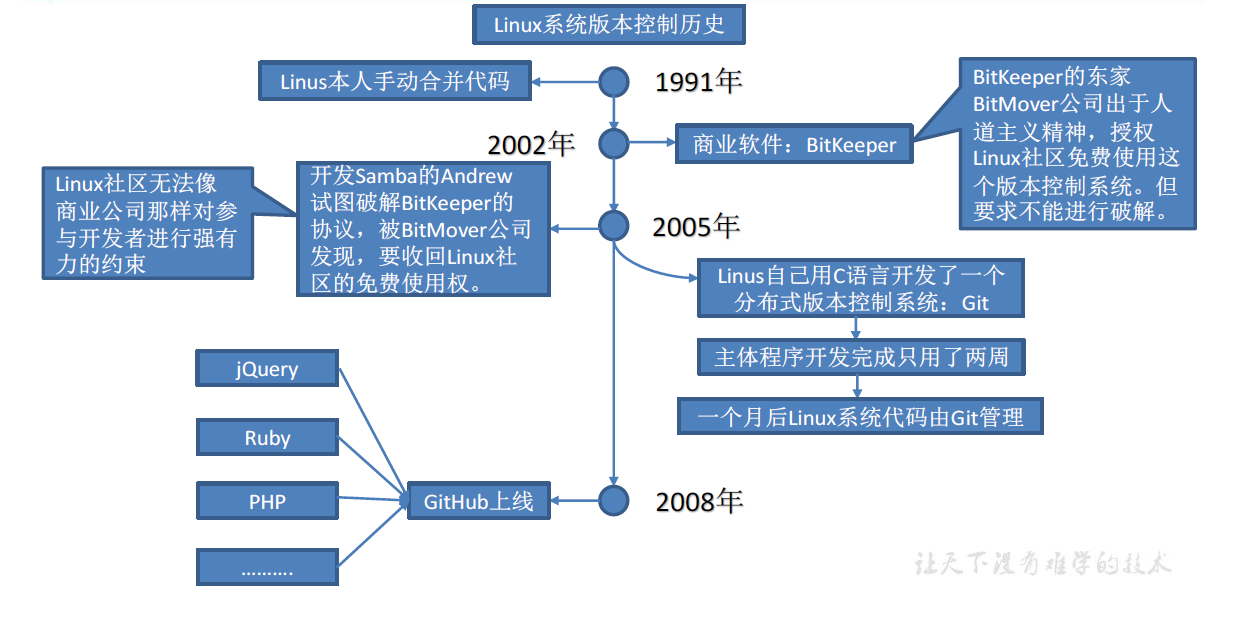 Linux系统版本控制历史
Linus本人手动合并代码
1991年
2002年
商业软件：BitKeeper
BitKeeper的东家
BitMover公司出于人
道主义精神，授权
Linux社区免费使用这
个版本控制系统。但
要求不能进行破解。
Linux社区无法像
商业公司那样对参
与开发者进行强有
力的约束
开发Samba的Andrew
试图破解BitKeeper的
协议，被BitMover公司
发现，要收回Linux社
区的免费使用权。
2005年
Linus自己用C语言开发了一个
分布式版本控制系统：Git
主体程序开发完成只用了两周
一个月后Linux系统代码由Git管理
jQuery
Ruby
PHP
..........
GitHub上线
2008年
让天下没有难学的技术